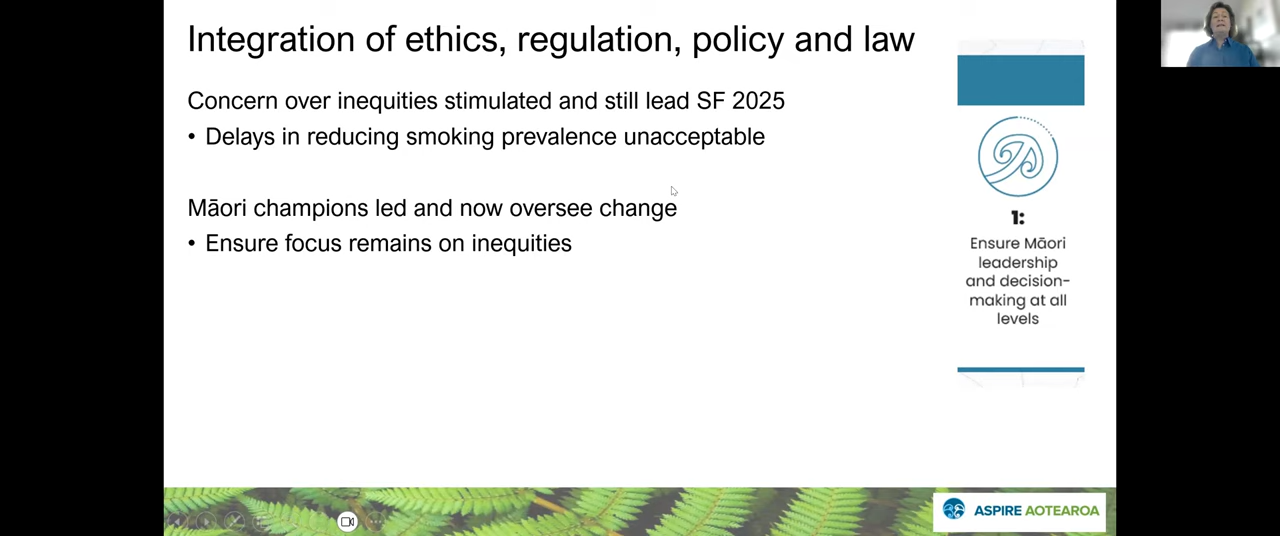 Integration of ethics, regulation, policy and law
Concern over inequities stimulated and still lead SF 2025
• Delays in reducing smoking prevalence unacceptable
Māori champions led and now oversee change
• Ensure focus remains on inequities
1:
Ensure Māori
leadership
and decision-
making at all
levels
ASPIRE AOTEAROA